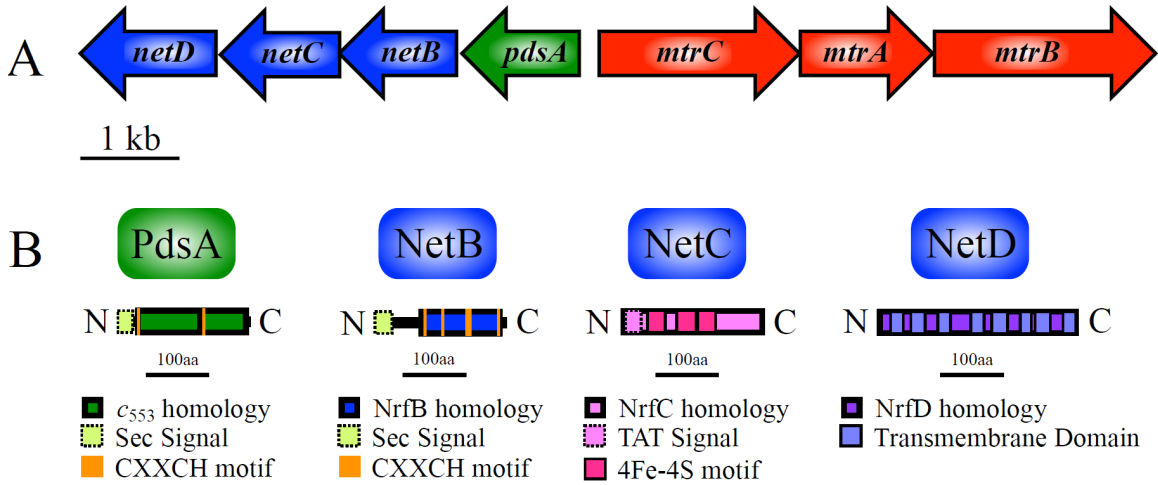 A
netD netC netB pdsA mtrC mtrA mtrB
1 kb
B
PdsA NetB NetC NetD
N C N C N C N C
100aa 100aa 100aa 100aa
c553 homology NrfB homology NrfC homology NrfD homology
Sec Signal Sec Signal TAT Signal Transmembrane Domain
CXXCH motif CXXCH motif 4Fe-4S motif